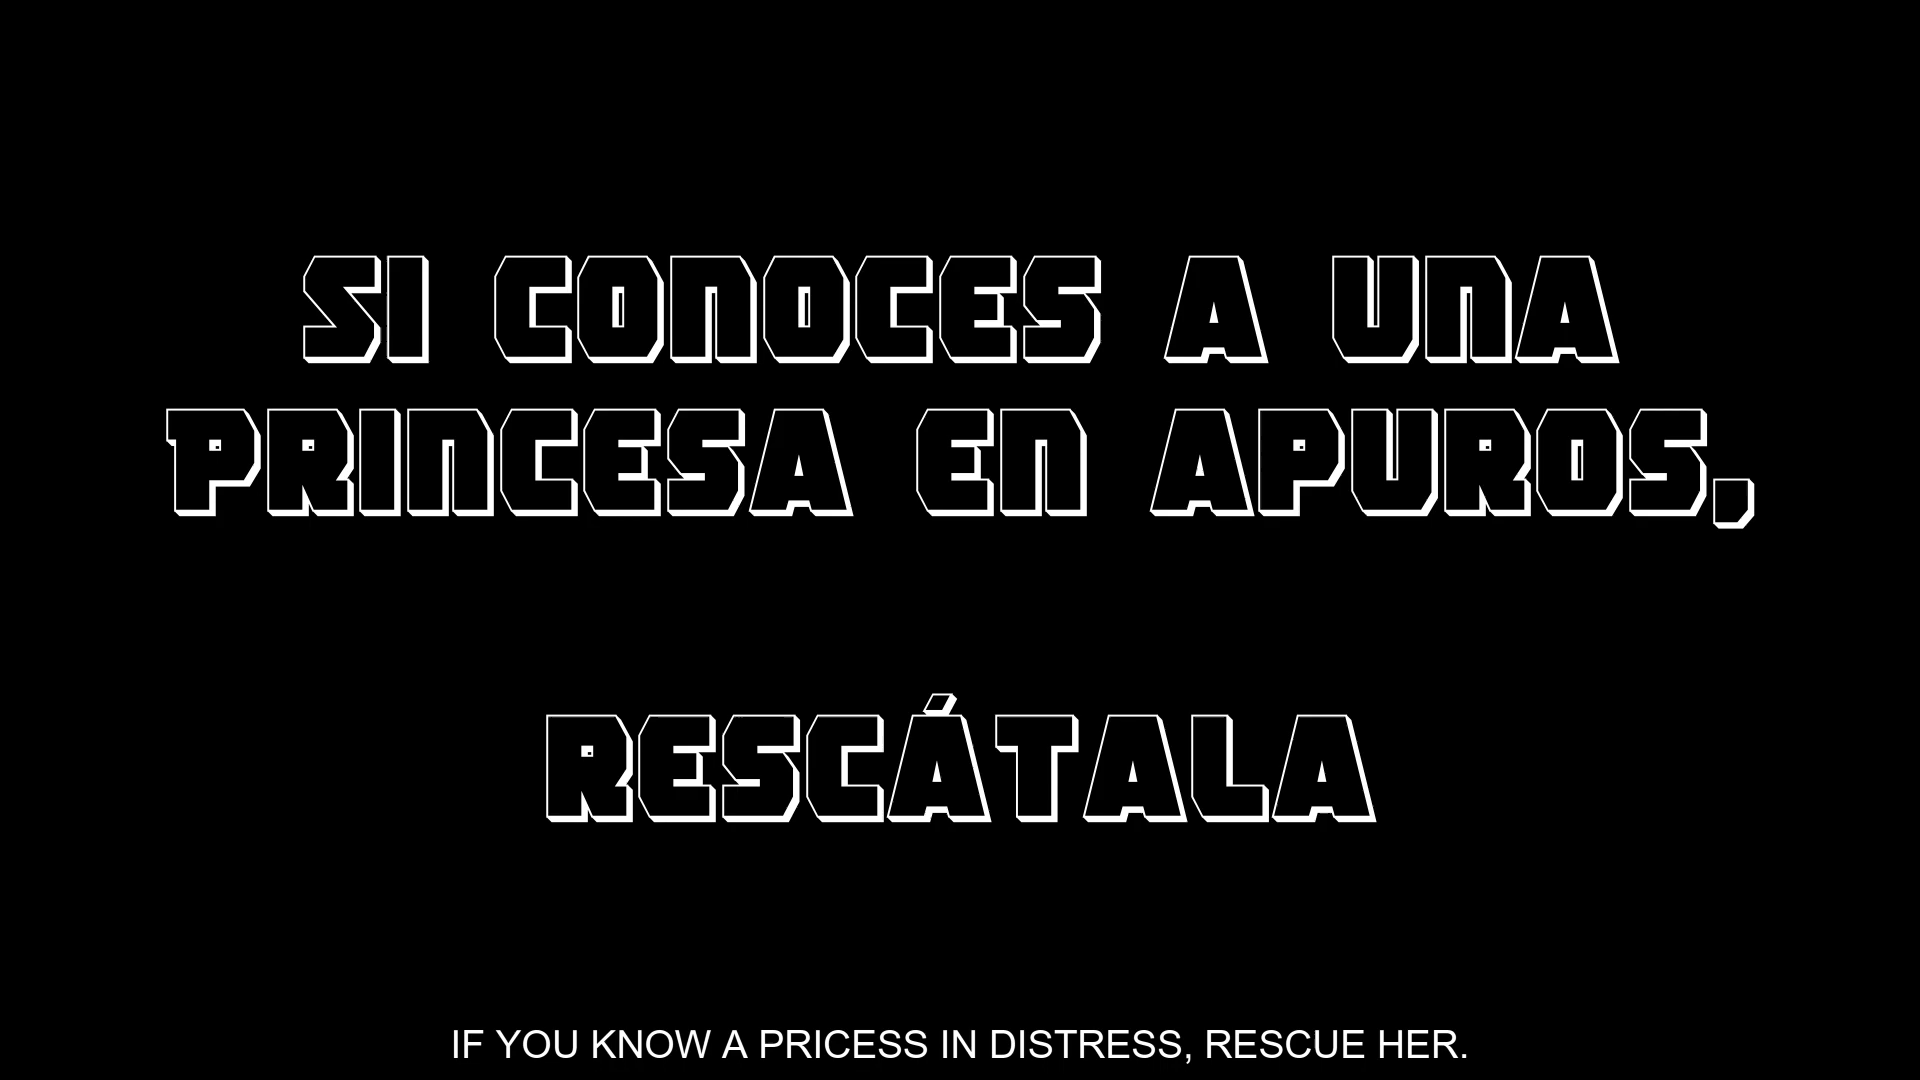 SI CONOCES A UNA
PRINCESA EN APUROS,
RESCÁTALA
IF YOU KNOW A PRICESS IN DISTRESS, RESCUE HER.